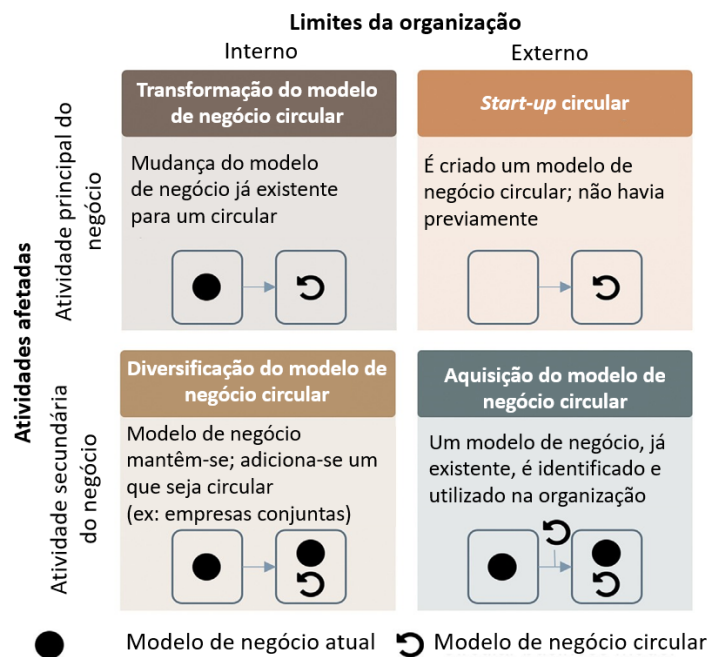 Limites da organização
Interno
Externo
Atividades afetadas
Atividade principal do
negócio
Transformação do modelo
de negócio circular
Mudança do modelo
de negócio já existente
para um circular
Start-up circular
É criado um modelo de
negócio circular; não havia
previamente
Atividade secundária
do negócio
Diversificação do modelo de
negócio circular
Modelo de negócio
mantêm-se; adiciona-se um
que seja circular
(ex: empresas conjuntas)
Aquisição do modelo de
negócio circular
Um modelo de negócio, já
existente, é identificado e
utilizado na organização
Modelo de negócio atual
Modelo de negócio circular